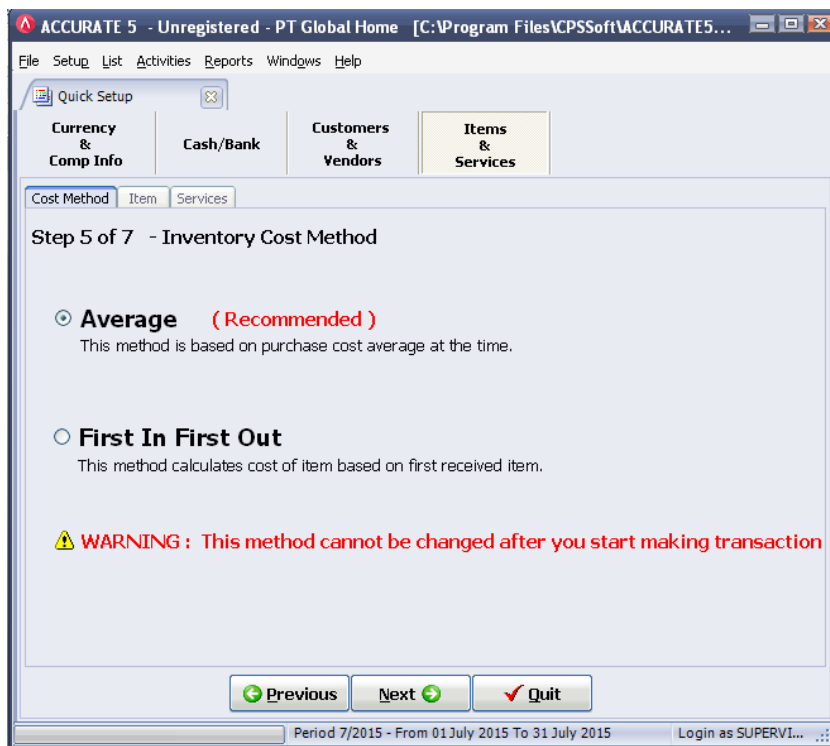 ACCURATE 5 - Unregistered - PT Global Home [C:\Program Files\CPSSoft\ACCURATE5...
File Setup List Activities Reports Windows Help
Quick Setup
Currency & Comp Info
Cash/Bank
Customers & Vendors
Items & Services
Cost Method Item Services
Step 5 of 7 - Inventory Cost Method
Average ( Recommended )
This method is based on purchase cost average at the time.
First In First Out
This method calculates cost of item based on first received item.
WARNING : This method cannot be changed after you start making transaction
Previous Next Quit
Period 7/2015 - From 01 July 2015 To 31 July 2015 Login as SUPERVI...